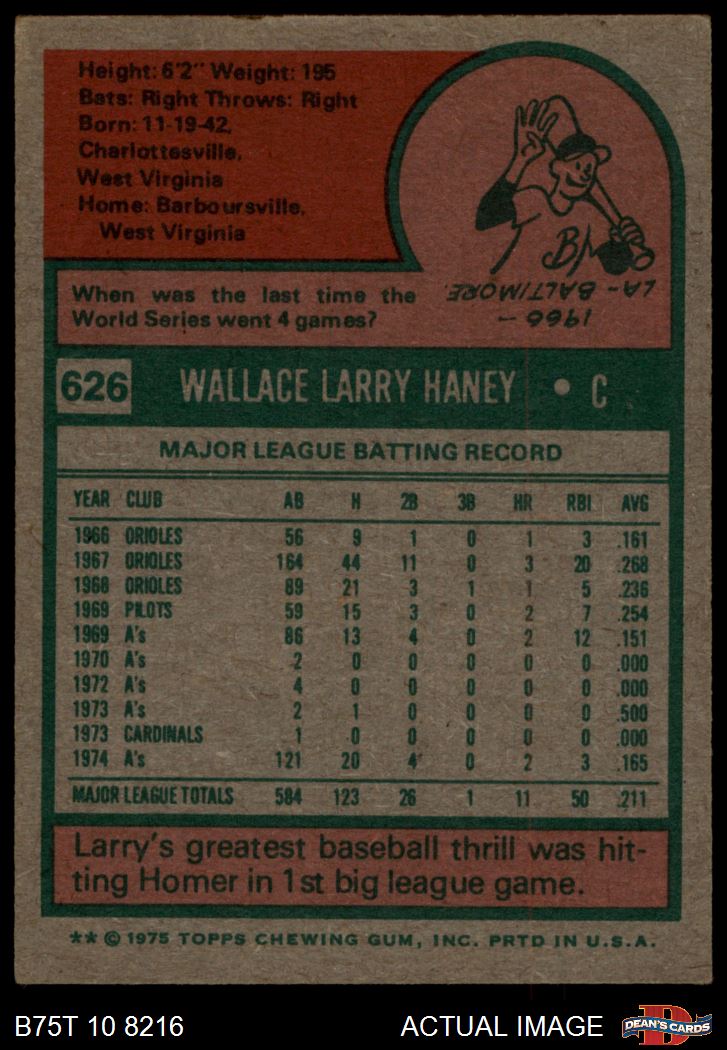 Height: 6'2" Weight: 195
Bats: Right Throws: Right
Born: 11-19-42,
Charlottesville,
West Virginia
Home: Barboursville,
West Virginia
When was the last time the
World Series went 4 games?
B
1966 —
LA - BALTIMORE.
626 WALLACE LARRY HANEY • C
MAJOR LEAGUE BATTING RECORD
YEAR CLUB AB H 2B 3B HR RBI AVG
1966 ORIOLES 56 9 1 0 1 3 .161
1967 ORIOLES 164 44 11 0 3 20 .268
1968 ORIOLES 89 21 3 1 1 5 .236
1969 PILOTS 59 15 3 0 2 7 .254
1969 A's 86 13 4 0 2 12 .151
1970 A's 2 0 0 0 0 0 .000
1972 A's 4 0 0 0 0 0 .000
1973 A's 2 1 0 0 0 0 .500
1973 CARDINALS 1 0 0 0 0 0 .000
1974 A's 121 20 4 0 2 3 .165
MAJOR LEAGUE TOTALS 584 123 26 1 11 50 .211
Larry's greatest baseball thrill was hit-
ting Homer in 1st big league game.
** © 1975 TOPPS CHEWING GUM, INC. PRTD IN U.S.A.
B75T 10 8216 ACTUAL IMAGE D DEAN'S CARDS